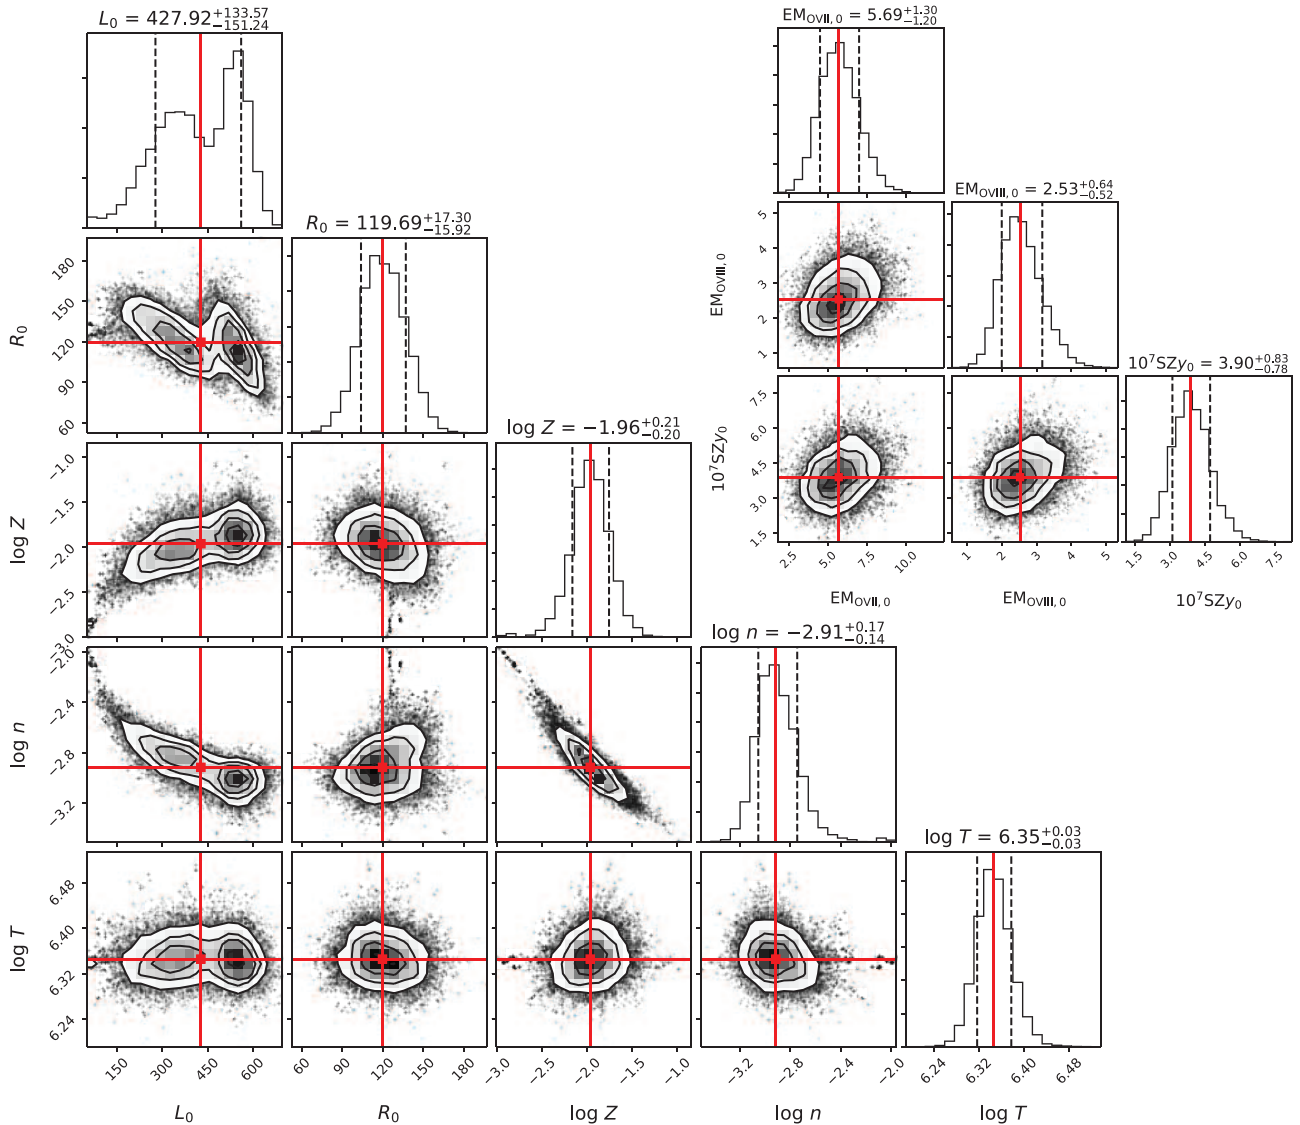 L₀ = 427.92 +133.57 −151.24
EM_OVII, 0 = 5.69 +1.30 −1.20
EM_OVIII, 0 = 2.53 +0.64 −0.52
R₀ = 119.69 +17.30 −15.92
10⁷SZy₀ = 3.90 +0.83 −0.78
log Z = −1.96 +0.21 −0.20
log n = −2.91 +0.17 −0.14
log T = 6.35 +0.03 −0.03
R₀
180
150
120
90
60
log Z
−1.0
−1.5
−2.0
−2.5
−3.0
log n
−2.0
−2.4
−2.8
−3.2
log T
6.48
6.40
6.32
6.24
150 300 450 600
60 90 120 150 180
−3.0 −2.5 −2.0 −1.5 −1.0
−3.2 −2.8 −2.4 −2.0
6.24 6.32 6.40 6.48
L₀ R₀ log Z log n log T
EM_OVIII, 0
5
4
3
2
1
10⁷SZy₀
7.5
6.0
4.5
3.0
1.5
2.5 5.0 7.5 10.0
1 2 3 4 5
1.5 3.0 4.5 6.0 7.5
EM_OVII, 0 EM_OVIII, 0 10⁷SZy₀